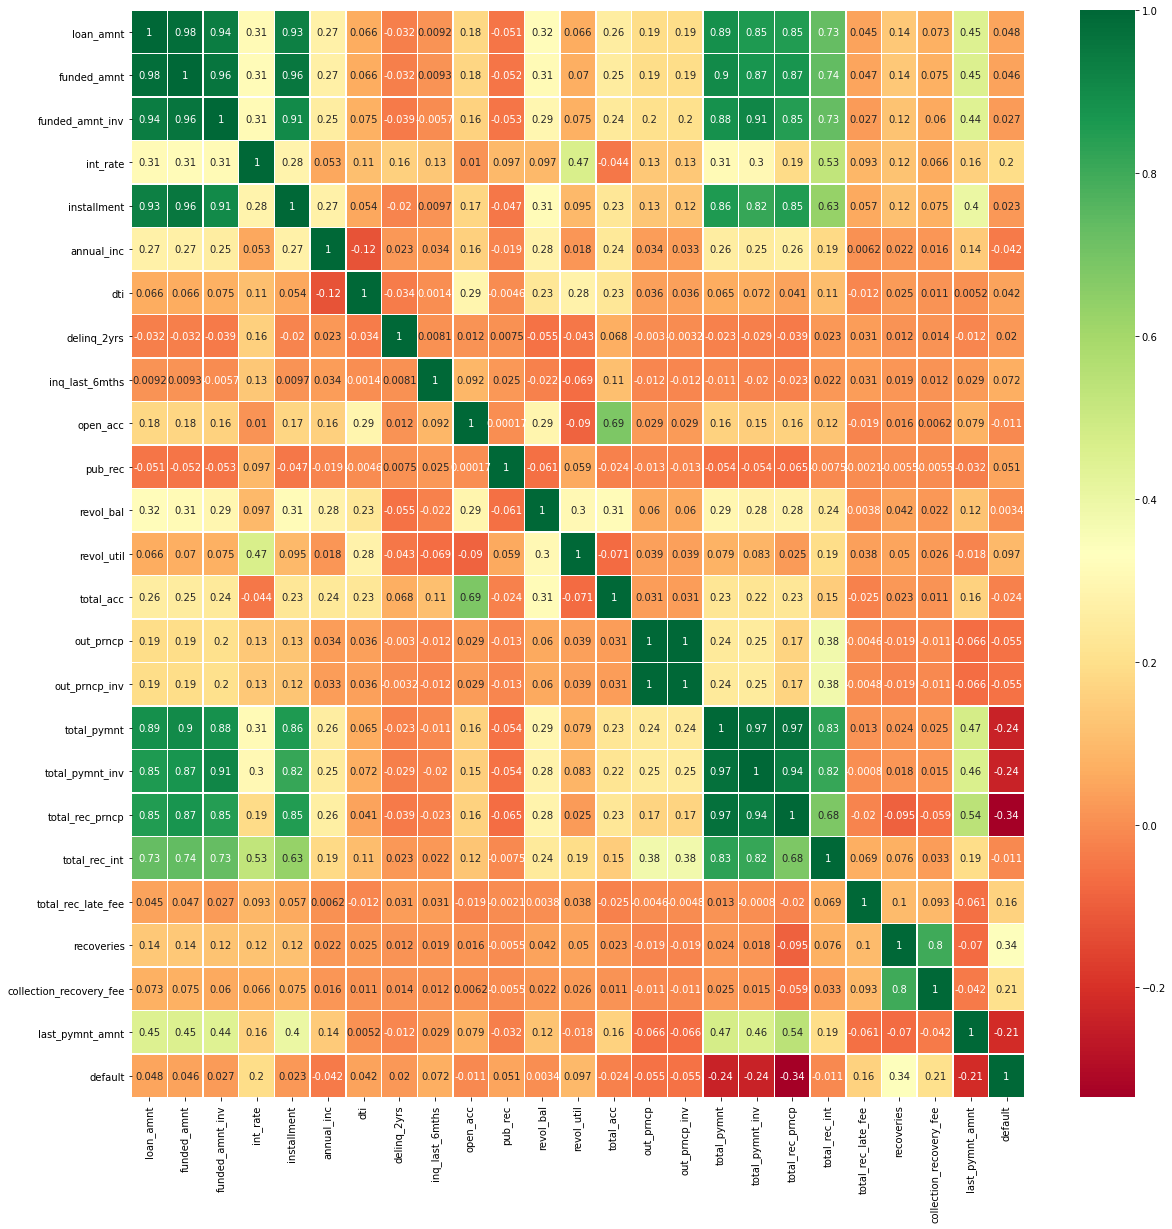 loan_amnt 1 0.98 0.94 0.31 0.93 0.27 0.066 -0.032 0.0092 0.18 -0.051 0.32 0.066 0.26 0.19 0.19 0.89 0.85 0.85 0.73 0.045 0.14 0.073 0.45 0.048
funded_amnt 0.98 1 0.96 0.31 0.96 0.27 0.066 -0.032 0.0093 0.18 -0.052 0.31 0.07 0.25 0.19 0.19 0.9 0.87 0.87 0.74 0.047 0.14 0.075 0.45 0.046
funded_amnt_inv 0.94 0.96 1 0.31 0.91 0.25 0.075 -0.039 -0.0057 0.16 -0.053 0.29 0.075 0.24 0.2 0.2 0.88 0.91 0.85 0.73 0.027 0.12 0.06 0.44 0.027
int_rate 0.31 0.31 0.31 1 0.28 0.053 0.11 0.16 0.13 0.01 0.097 0.097 0.47 -0.044 0.13 0.13 0.31 0.3 0.19 0.53 0.093 0.12 0.066 0.16 0.2
installment 0.93 0.96 0.91 0.28 1 0.27 0.054 -0.02 0.0097 0.17 -0.047 0.31 0.095 0.23 0.13 0.12 0.86 0.82 0.85 0.63 0.057 0.12 0.075 0.4 0.023
annual_inc 0.27 0.27 0.25 0.053 0.27 1 -0.12 0.023 0.034 0.16 -0.019 0.28 0.018 0.24 0.034 0.033 0.26 0.25 0.26 0.19 0.0062 0.022 0.016 0.14 -0.042
dti 0.066 0.066 0.075 0.11 0.054 -0.12 1 -0.034 0.0014 0.29 -0.0046 0.23 0.28 0.23 0.036 0.036 0.065 0.072 0.041 0.11 -0.012 0.025 0.011 0.0052 0.042
delinq_2yrs -0.032 -0.032 -0.039 0.16 -0.02 0.023 -0.034 1 0.0081 0.012 0.0075 -0.055 -0.043 0.068 -0.003 -0.0032 -0.023 -0.029 -0.039 0.023 0.031 0.012 0.014 -0.012 0.02
inq_last_6mths 0.0092 0.0093 -0.0057 0.13 0.0097 0.034 0.0014 0.0081 1 0.092 0.025 -0.022 -0.069 0.11 -0.012 -0.012 -0.011 -0.02 -0.023 0.022 0.031 0.019 0.012 0.029 0.072
open_acc 0.18 0.18 0.16 0.01 0.17 0.16 0.29 0.012 0.092 1 0.00017 0.29 -0.09 0.69 0.029 0.029 0.16 0.15 0.16 0.12 -0.019 0.016 0.0062 0.079 -0.011
pub_rec -0.051 -0.052 -0.053 0.097 -0.047 -0.019 -0.0046 0.0075 0.025 0.00017 1 -0.061 0.059 -0.024 -0.013 -0.013 -0.054 -0.054 -0.065 -0.0075 -0.0021 -0.0055 -0.0055 -0.032 0.051
revol_bal 0.32 0.31 0.29 0.097 0.31 0.28 0.23 -0.055 -0.022 0.29 -0.061 1 0.3 0.31 0.06 0.06 0.29 0.28 0.28 0.24 0.0038 0.042 0.022 0.12 0.0034
revol_util 0.066 0.07 0.075 0.47 0.095 0.018 0.28 -0.043 -0.069 -0.09 0.059 0.3 1 -0.071 0.039 0.039 0.079 0.083 0.025 0.19 0.038 0.05 0.026 -0.018 0.097
total_acc 0.26 0.25 0.24 -0.044 0.23 0.24 0.23 0.068 0.11 0.69 -0.024 0.31 -0.071 1 0.031 0.031 0.23 0.22 0.23 0.15 -0.025 0.023 0.011 0.16 -0.024
out_prncp 0.19 0.19 0.2 0.13 0.13 0.034 0.036 -0.003 -0.012 0.029 -0.013 0.06 0.039 0.031 1 1 0.24 0.25 0.17 0.38 -0.0046 -0.019 -0.011 -0.066 -0.055
out_prncp_inv 0.19 0.19 0.2 0.13 0.12 0.033 0.036 -0.0032 -0.012 0.029 -0.013 0.06 0.039 0.031 1 1 0.24 0.25 0.17 0.38 -0.0048 -0.019 -0.011 -0.066 -0.055
total_pymnt 0.89 0.9 0.88 0.31 0.86 0.26 0.065 -0.023 -0.011 0.16 -0.054 0.29 0.079 0.23 0.24 0.24 1 0.97 0.97 0.83 0.013 0.024 0.025 0.47 -0.24
total_pymnt_inv 0.85 0.87 0.91 0.3 0.82 0.25 0.072 -0.029 -0.02 0.15 -0.054 0.28 0.083 0.22 0.25 0.25 0.97 1 0.94 0.82 -0.0008 0.018 0.015 0.46 -0.24
total_rec_prncp 0.85 0.87 0.85 0.19 0.85 0.26 0.041 -0.039 -0.023 0.16 -0.065 0.28 0.025 0.23 0.17 0.17 0.97 0.94 1 0.68 -0.02 -0.095 -0.059 0.54 -0.34
total_rec_int 0.73 0.74 0.73 0.53 0.63 0.19 0.11 0.023 0.022 0.12 -0.0075 0.24 0.19 0.15 0.38 0.38 0.83 0.82 0.68 1 0.069 0.076 0.033 0.19 -0.011
total_rec_late_fee 0.045 0.047 0.027 0.093 0.057 0.0062 -0.012 0.031 0.031 -0.019 -0.0021 0.0038 0.038 -0.025 -0.0046 -0.0048 0.013 -0.0008 -0.02 0.069 1 0.1 0.093 -0.061 0.16
recoveries 0.14 0.14 0.12 0.12 0.12 0.022 0.025 0.012 0.019 0.016 -0.0055 0.042 0.05 0.023 -0.019 -0.019 0.024 0.018 -0.095 0.076 0.1 1 0.8 -0.07 0.34
collection_recovery_fee 0.073 0.075 0.06 0.066 0.075 0.016 0.011 0.014 0.012 0.0062 -0.0055 0.022 0.026 0.011 -0.011 -0.011 0.025 0.015 -0.059 0.033 0.093 0.8 1 -0.042 0.21
last_pymnt_amnt 0.45 0.45 0.44 0.16 0.4 0.14 0.0052 -0.012 0.029 0.079 -0.032 0.12 -0.018 0.16 -0.066 -0.066 0.47 0.46 0.54 0.19 -0.061 -0.07 -0.042 1 -0.21
default 0.048 0.046 0.027 0.2 0.023 -0.042 0.042 0.02 0.072 -0.011 0.051 0.0034 0.097 -0.024 -0.055 -0.055 -0.24 -0.24 -0.34 -0.011 0.16 0.34 0.21 -0.21 1
loan_amnt
funded_amnt
funded_amnt_inv
int_rate
installment
annual_inc
dti
delinq_2yrs
inq_last_6mths
open_acc
pub_rec
revol_bal
revol_util
total_acc
out_prncp
out_prncp_inv
total_pymnt
total_pymnt_inv
total_rec_prncp
total_rec_int
total_rec_late_fee
recoveries
collection_recovery_fee
last_pymnt_amnt
default
1.0
0.8
0.6
0.4
0.2
0.0
−0.2